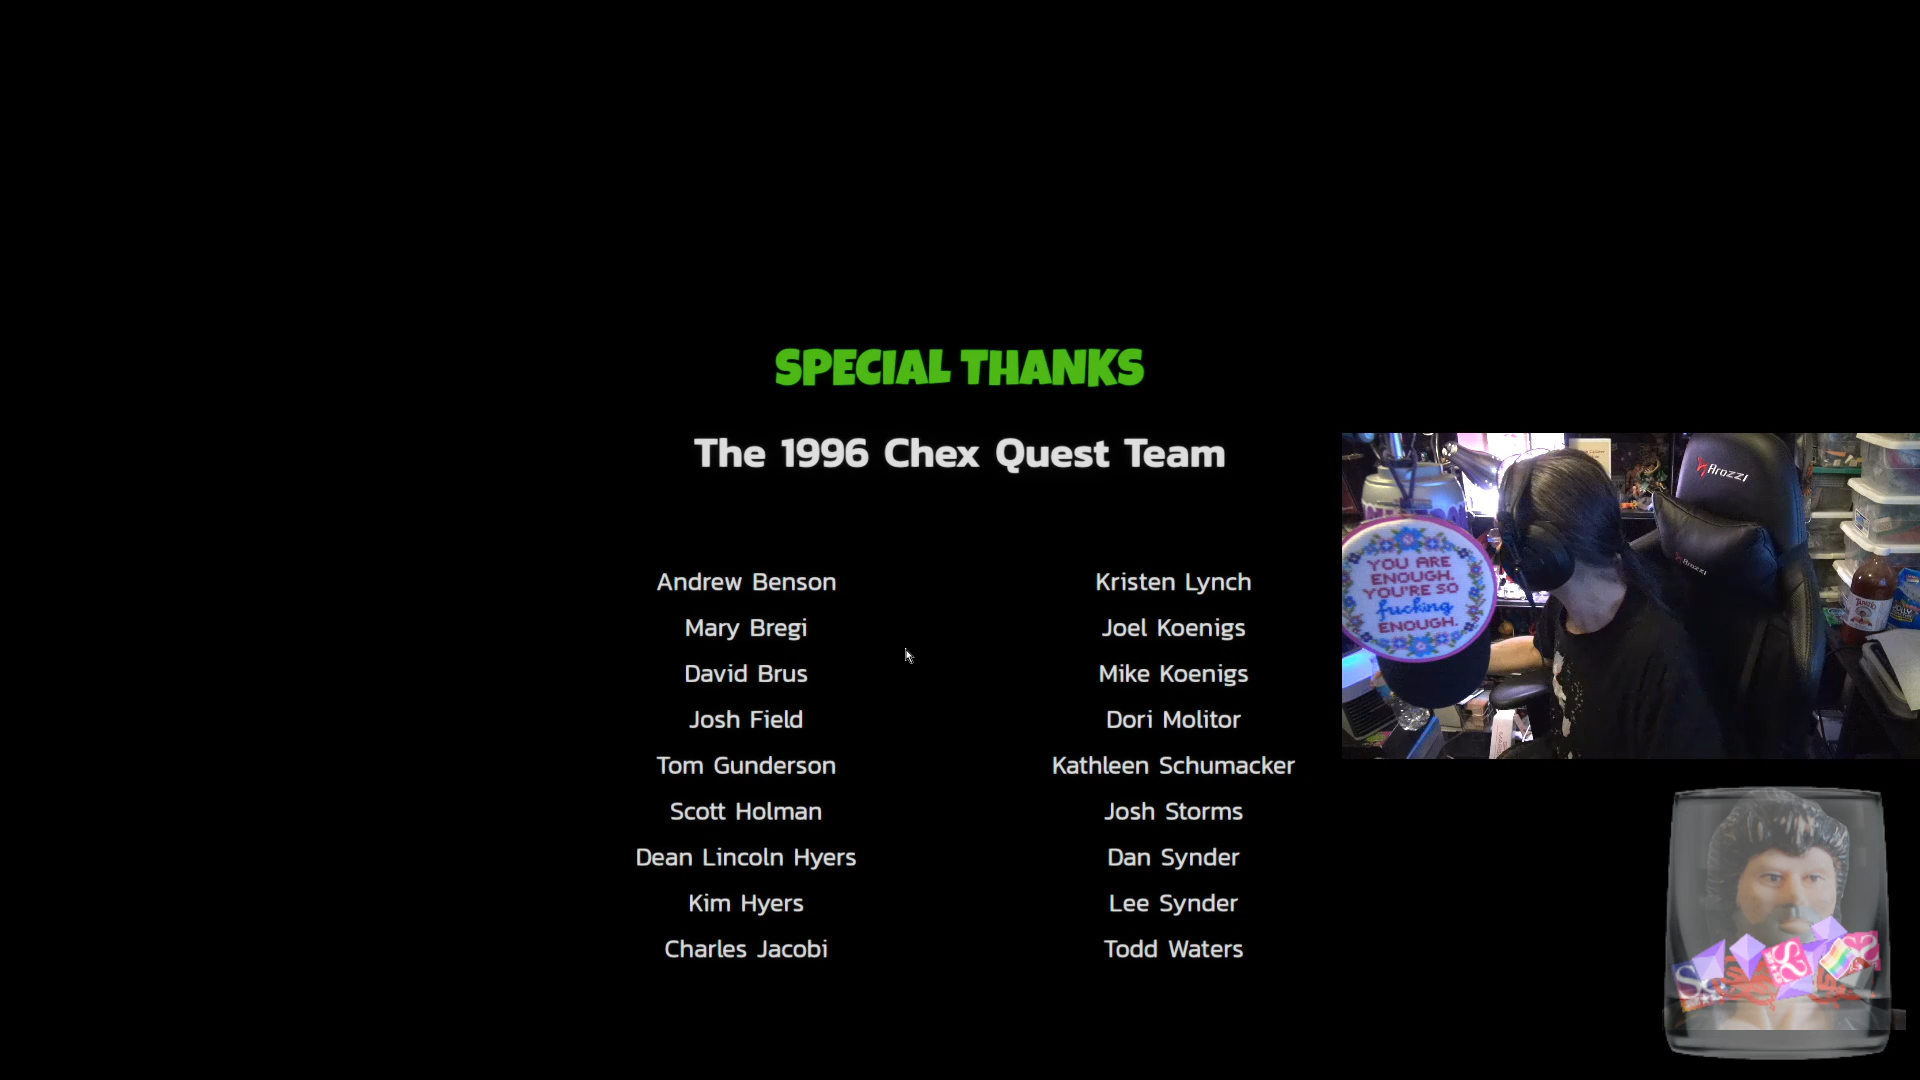 SPECIAL THANKS
The 1996 Chex Quest Team
Andrew Benson
Mary Bregi
David Brus
Josh Field
Tom Gunderson
Scott Holman
Dean Lincoln Hyers
Kim Hyers
Charles Jacobi
Kristen Lynch
Joel Koenigs
Mike Koenigs
Dori Molitor
Kathleen Schumacker
Josh Storms
Dan Synder
Lee Synder
Todd Waters
YOU ARE
ENOUGH.
YOU'RE SO
fucking
ENOUGH.
Arozzi
Arozzi